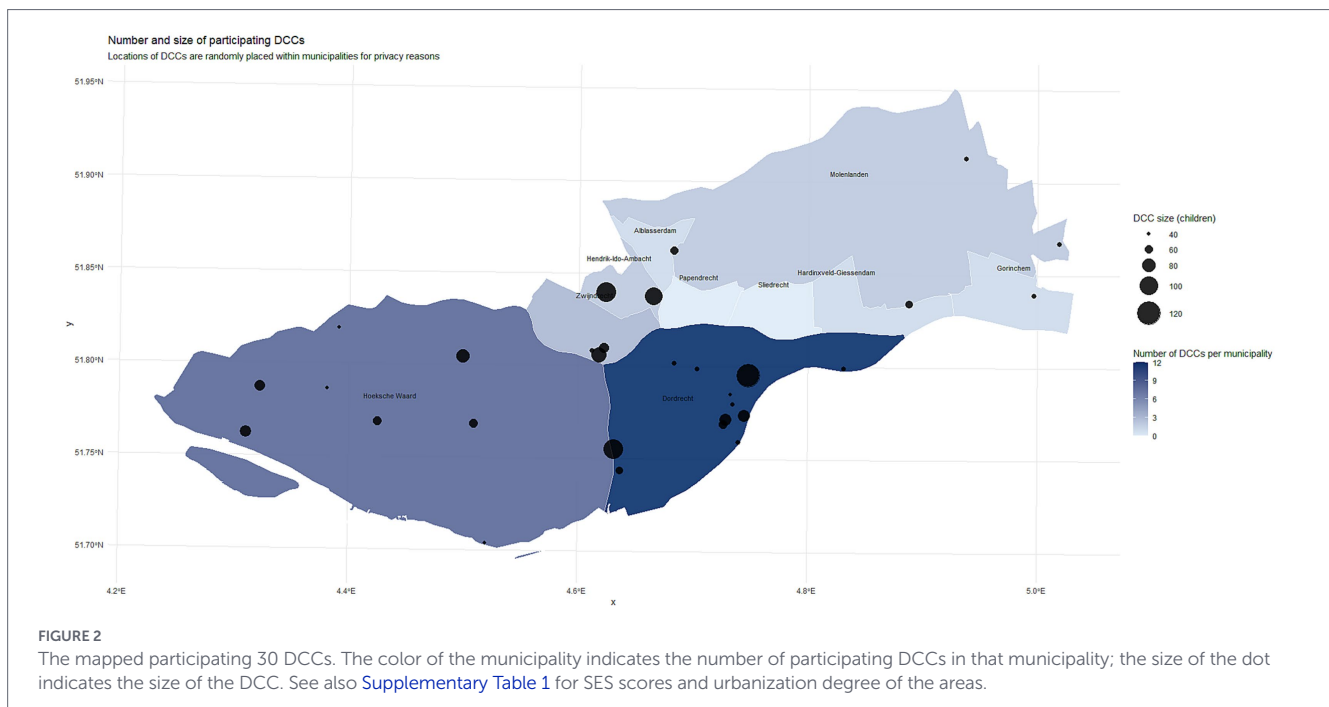 Number and size of participating DCCs
Locations of DCCs are randomly placed within municipalities for privacy reasons
51.95°N
51.90°N
51.85°N
51.80°N
51.75°N
51.70°N
y
4.2°E
4.4°E
4.6°E
4.8°E
5.0°E
x
Molenlanden
Alblasserdam
Hendrik-Ido-Ambacht
Papendrecht
Hardinxveld-Giessendam
Gorinchem
Sliedrecht
Hoeksche Waard
Dordrecht
DCC size (children)
40
60
80
100
120
Number of DCCs per municipality
12
9
6
3
0
FIGURE 2
The mapped participating 30 DCCs. The color of the municipality indicates the number of participating DCCs in that municipality; the size of the dot
indicates the size of the DCC. See also Supplementary Table 1 for SES scores and urbanization degree of the areas.